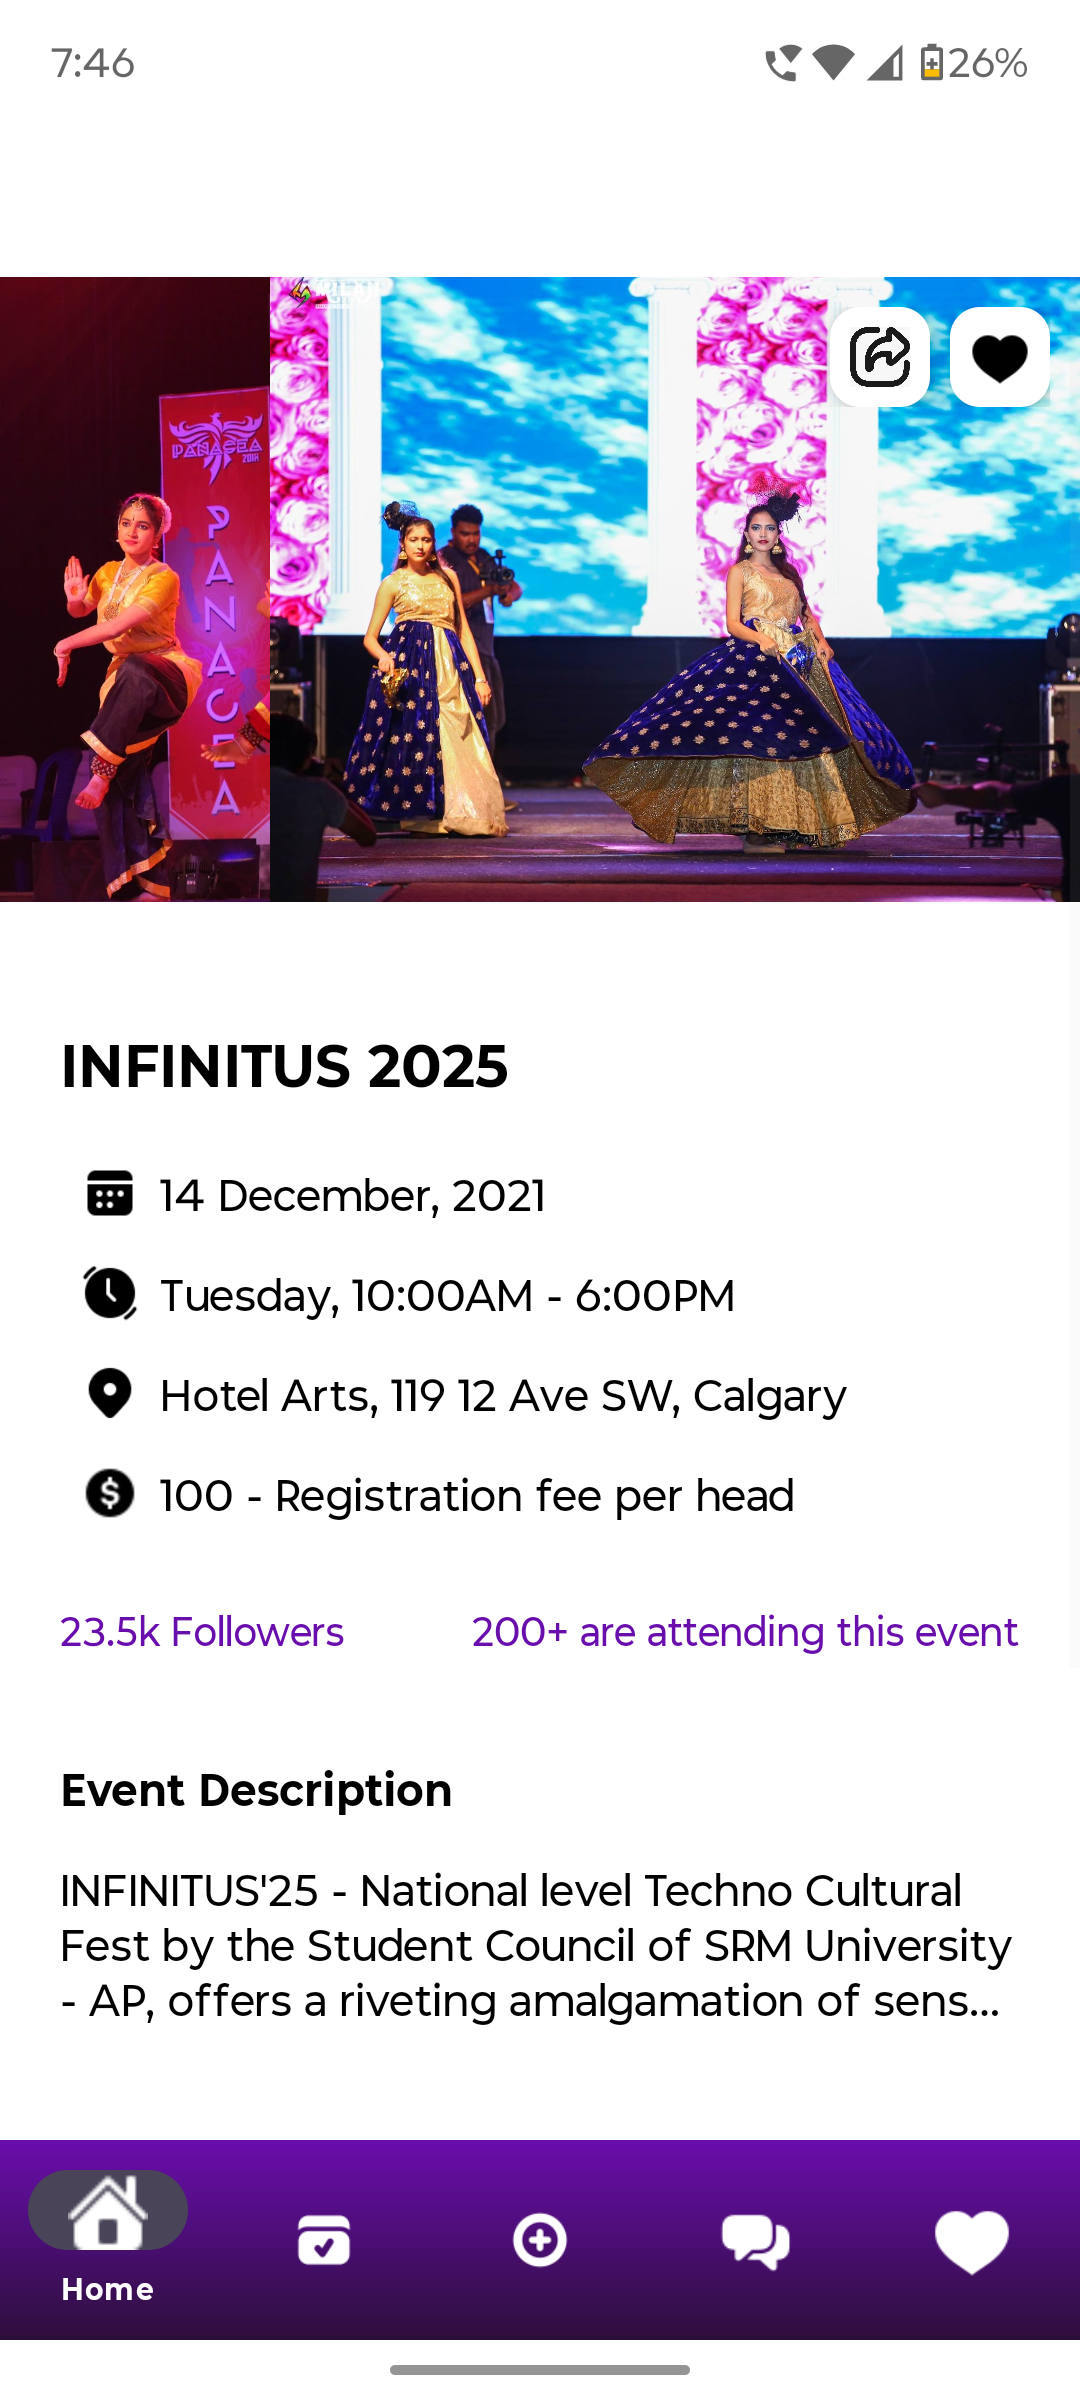 7:46
26%
PANACEA
2018
PANACEA
INFINITUS 2025
14 December, 2021
Tuesday, 10:00AM - 6:00PM
Hotel Arts, 119 12 Ave SW, Calgary
100 - Registration fee per head
23.5k Followers
200+ are attending this event
Event Description
INFINITUS'25 - National level Techno Cultural
Fest by the Student Council of SRM University
- AP, offers a riveting amalgamation of sens...
Home